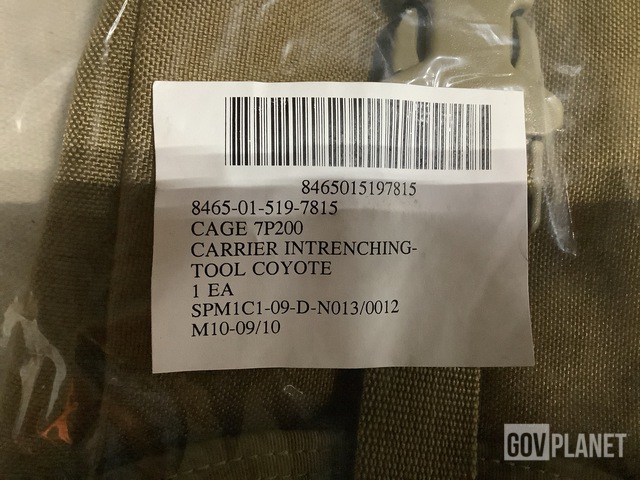 8465015197815
8465-01-519-7815
CAGE 7P200
CARRIER INTRENCHING-
TOOL COYOTE
1 EA
SPM1C1-09-D-N013/0012
M10-09/10
GOVPLANET